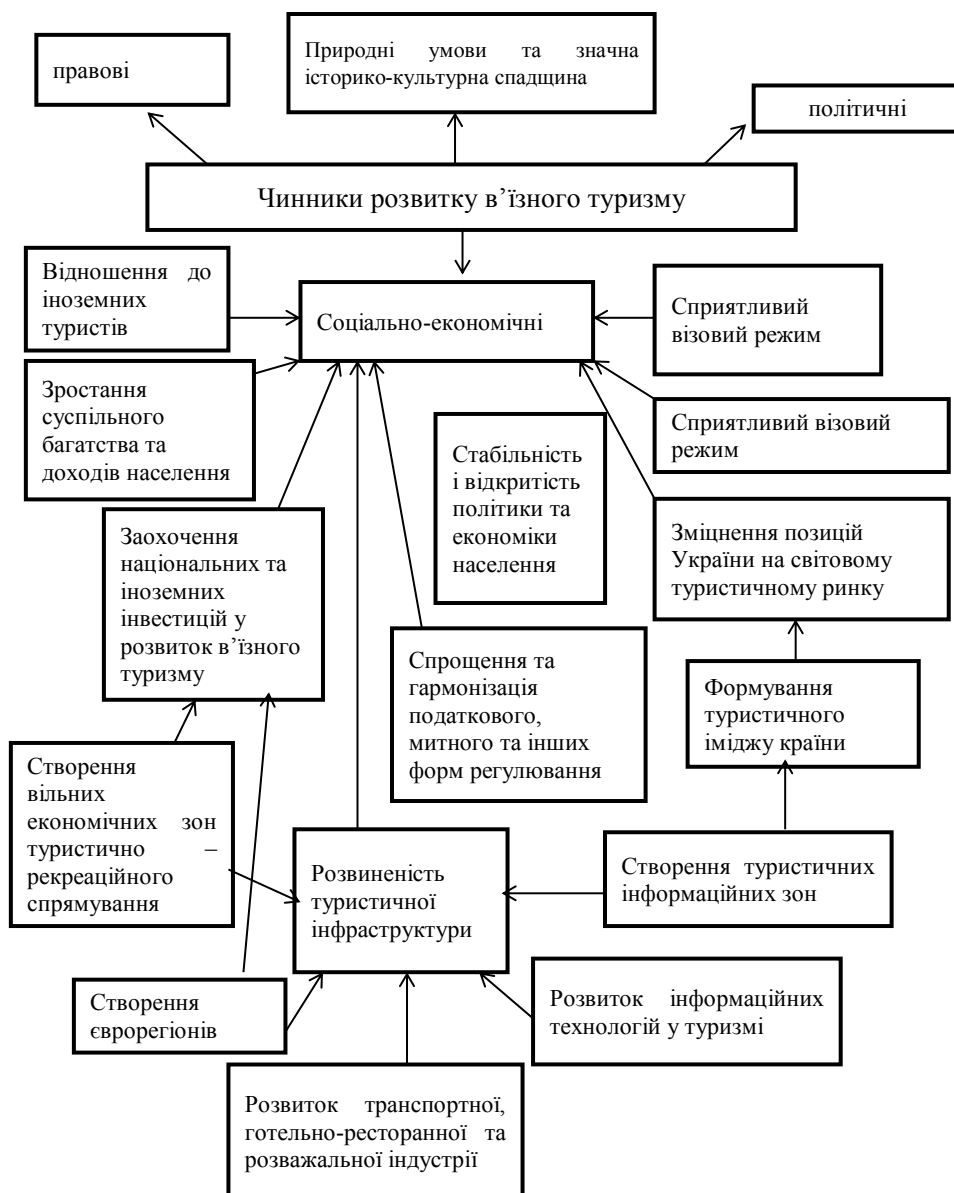 правові
Природні умови та значна
історико-культурна спадщина
політичні
Чинники розвитку в’їзного туризму
Відношення до
іноземних
туристів
Соціально-економічні
Сприятливий
візовий режим
Зростання
суспільного
багатства та
доходів населення
Стабільність
і відкритість
політики та
економіки
населення
Сприятливий візовий
режим
Заохочення
національних та
іноземних
інвестицій у
розвиток в’їзного
туризму
Зміцнення позицій
України на світовому
туристичному ринку
Спрощення та
гармонізація
податкового,
митного та інших
форм регулювання
Формування
туристичного
іміджу країни
Створення
вільних
економічних зон
туристично –
рекреаційного
спрямування
Розвиненість
туристичної
інфраструктури
Створення туристичних
інформаційних зон
Створення
єврорегіонів
Розвиток інформаційних
технологій у туризмі
Розвиток транспортної,
готельно-ресторанної та
розважальної індустрії